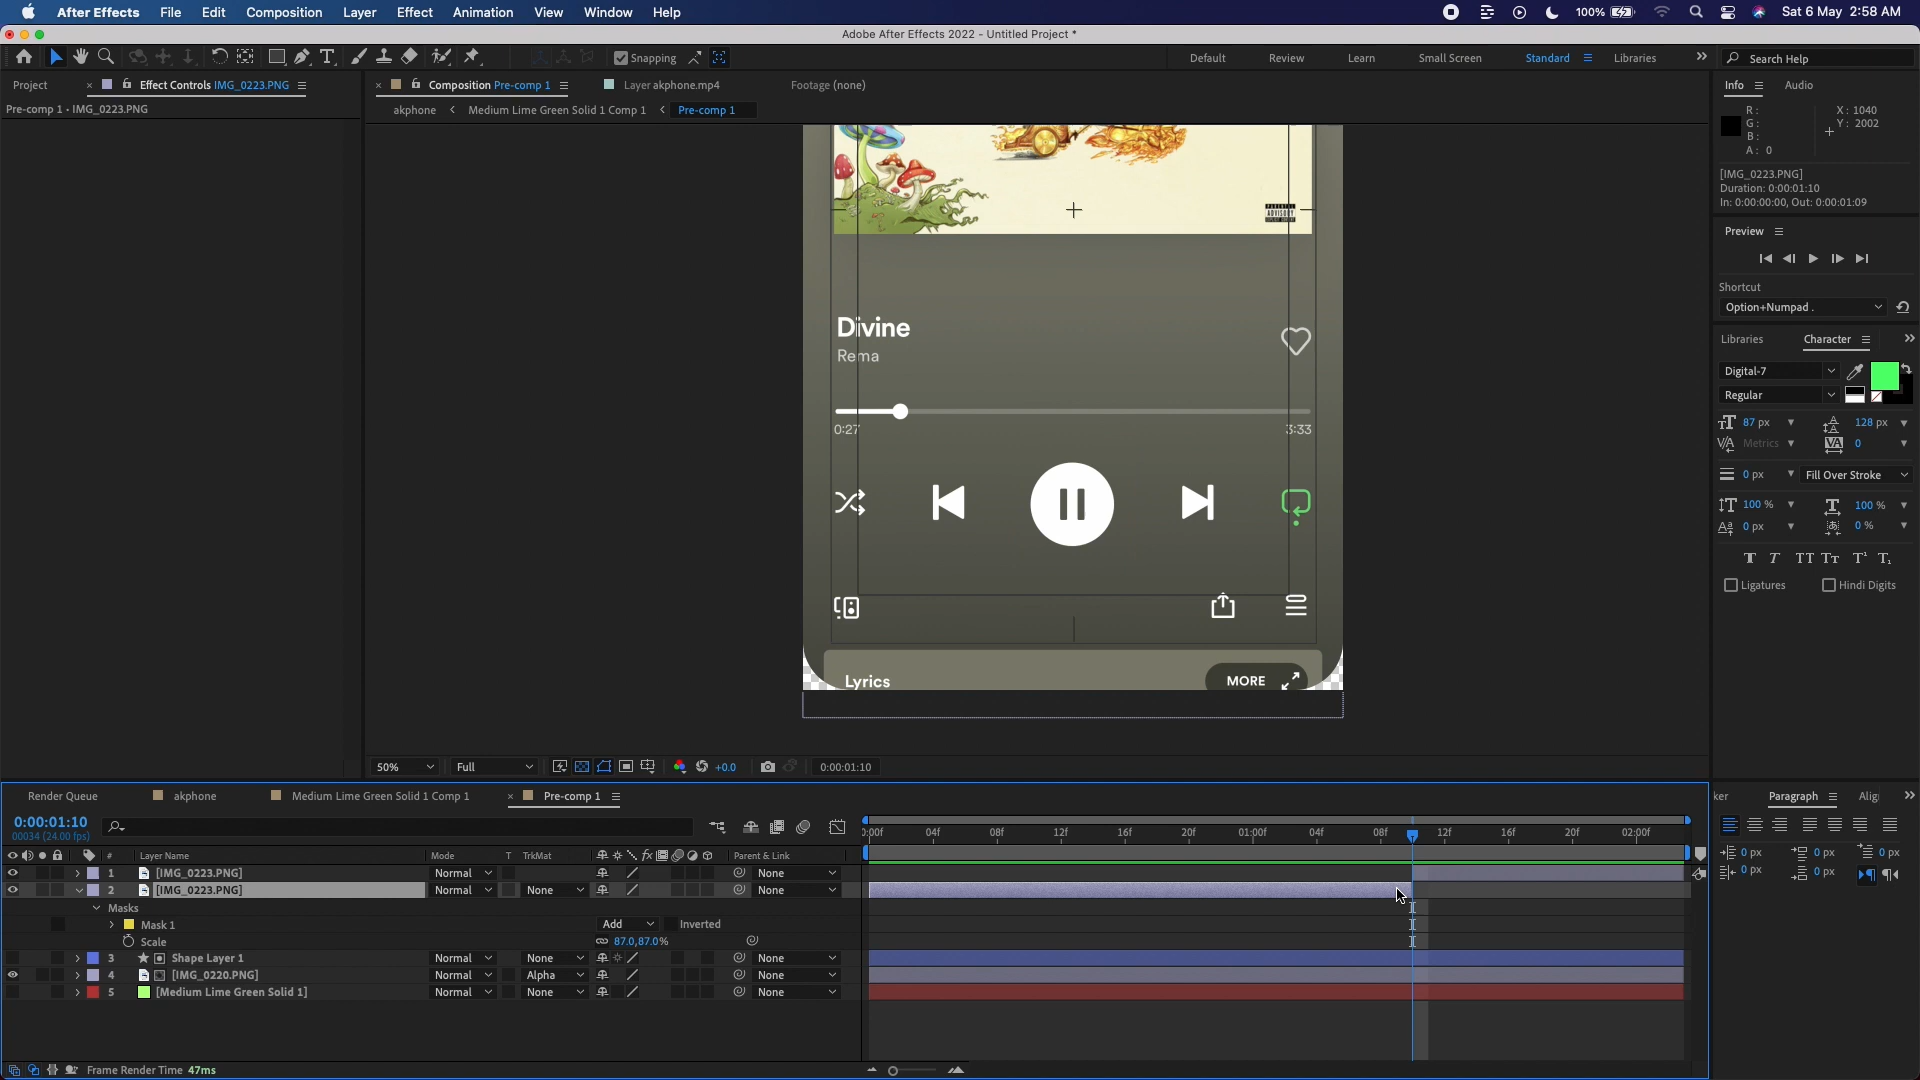 After Effects File Edit Composition Layer Effect Animation View Window Help 100% Sat 6 May 2:58 AM
Adobe After Effects 2022 - Untitled Project *
Snapping Default Review Learn Small Screen Standard Libraries Search Help
Project Effect Controls IMG_0223.PNG Composition Pre-comp 1 Layer akphone.mp4 Footage (none) Info Audio
Pre-comp 1 • IMG_0223.PNG akphone Medium Lime Green Solid 1 Comp 1 Pre-comp 1
R: X: 1040
G: Y: 2002
B:
A: 0
[IMG_0223.PNG]
Duration: 0:00:01:10
In: 0:00:00:00, Out: 0:00:01:09
PARENTAL
ADVISORY
Preview
Shortcut
Option+Numpad .
Divine
Rema
0:27 3:33
Lyrics MORE
Libraries Character
Digital-7
Regular
87 px 128 px
Metrics 0
0 px Fill Over Stroke
100 % 100 %
0 px 0 %
T T TT Tt T¹ T₁
Ligatures Hindi Digits
50% Full +0.0 0:00:01:10
Render Queue akphone Medium Lime Green Solid 1 Comp 1 Pre-comp 1
0:00:01:10
00034 (24.00 fps)
0:00f 04f 08f 12f 16f 20f 01:00f 04f 08f 12f 16f 20f 02:00f
# Layer Name Mode T TrkMat Parent & Link
1 [IMG_0223.PNG] Normal None
2 [IMG_0223.PNG] Normal None None
Masks
Mask 1 Add Inverted
Scale 87.0,87.0%
3 Shape Layer 1 Normal None None
4 [IMG_0220.PNG] Normal Alpha None
5 [Medium Lime Green Solid 1] Normal None None
Frame Render Time 47ms
ker Paragraph Alig
0 px 0 px 0 px
0 px 0 px